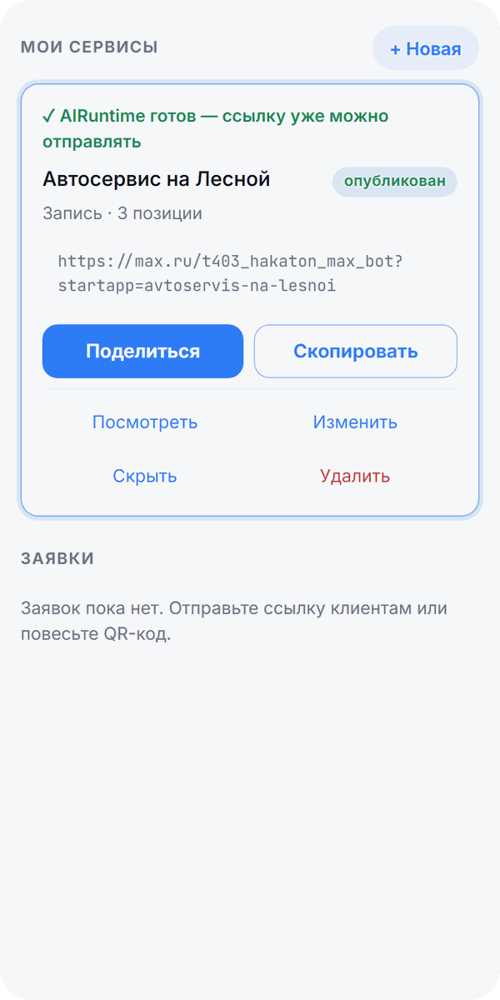 МОИ СЕРВИСЫ
+ Новая
✓ AIRuntime готов — ссылку уже можно
отправлять
Автосервис на Лесной
опубликован
Запись · 3 позиции
https://max.ru/t403_hakaton_max_bot?
startapp=avtoservis-na-lesnoi
Поделиться
Скопировать
Посмотреть
Изменить
Скрыть
Удалить
ЗАЯВКИ
Заявок пока нет. Отправьте ссылку клиентам или
повесьте QR-код.